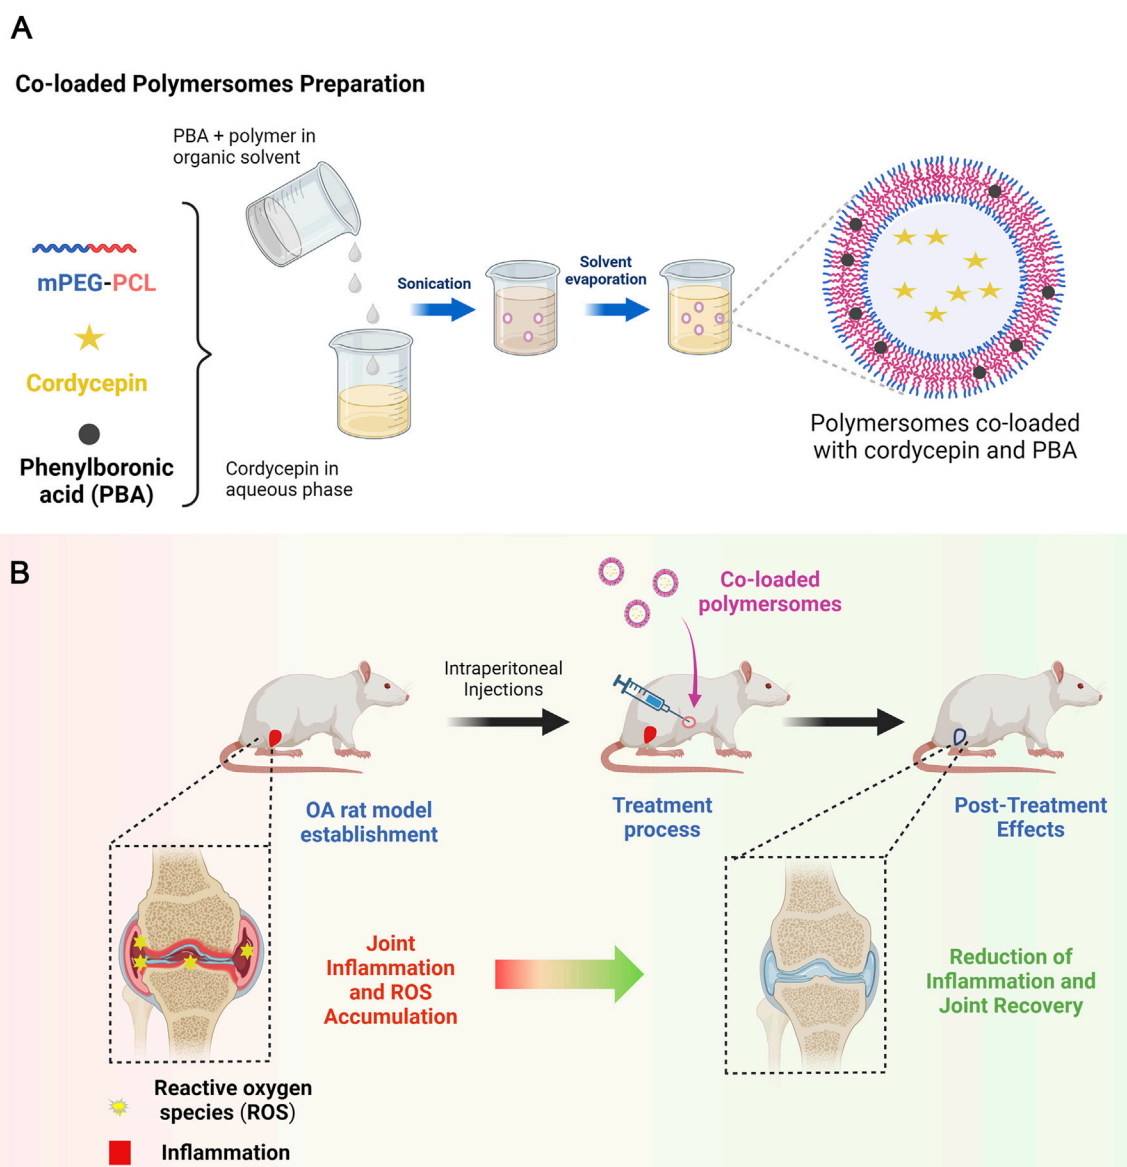 A
Co-loaded Polymersomes Preparation
PBA + polymer in
organic solvent
mPEG-PCL
Cordycepin
Phenylboronic
acid (PBA)
Cordycepin in
aqueous phase
Sonication
Solvent
evaporation
Polymersomes co-loaded
with cordycepin and PBA
B
Co-loaded
polymersomes
Intraperitoneal
Injections
OA rat model
establishment
Treatment
process
Post-Treatment
Effects
Joint
Inflammation
and ROS
Accumulation
Reduction of
Inflammation and
Joint Recovery
Reactive oxygen
species (ROS)
Inflammation